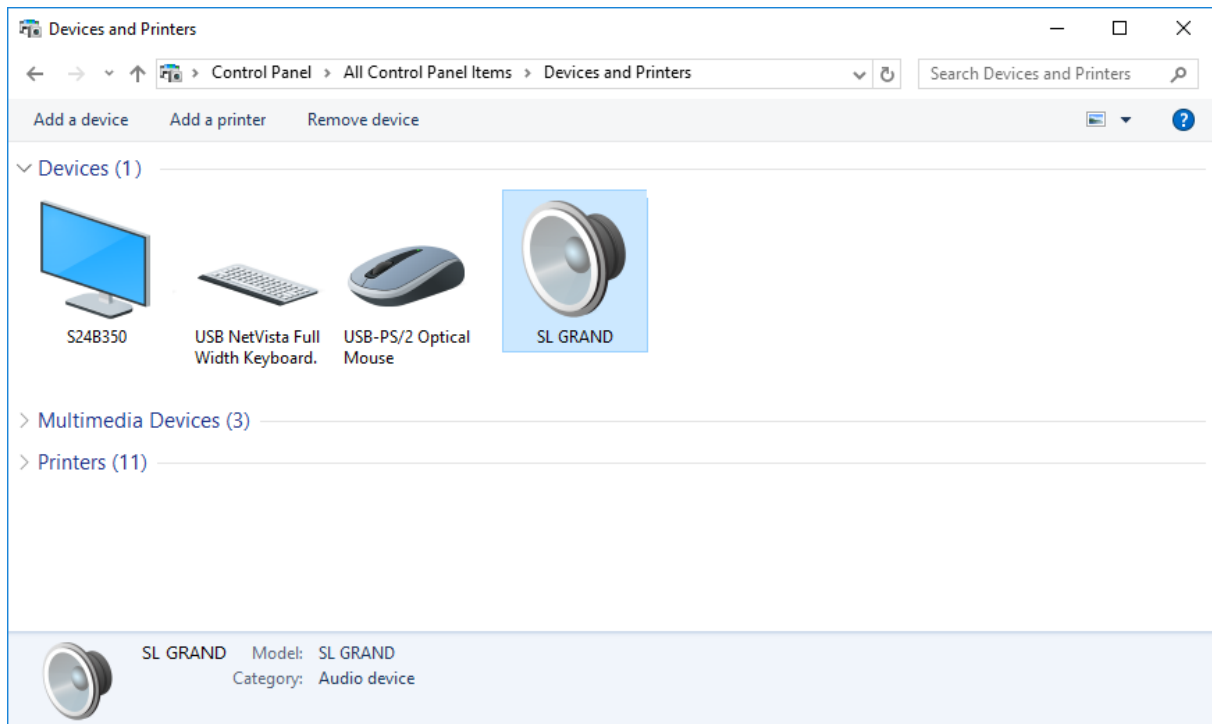 Devices and Printers
Control Panel > All Control Panel Items > Devices and Printers
Search Devices and Printers
Add a device Add a printer Remove device
?
Devices (1)
S24B350
USB NetVista Full
Width Keyboard.
USB-PS/2 Optical
Mouse
SL GRAND
Multimedia Devices (3)
Printers (11)
SL GRAND Model: SL GRAND
Category: Audio device